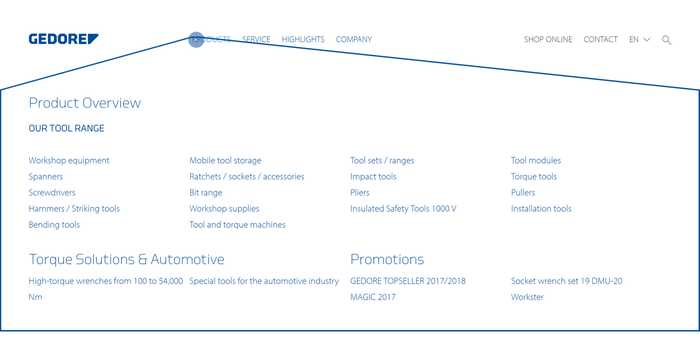 GEDORE
PRODUCTS SERVICE HIGHLIGHTS COMPANY SHOP ONLINE CONTACT EN
Product Overview
OUR TOOL RANGE
Workshop equipment Mobile tool storage Tool sets / ranges Tool modules
Spanners Ratchets / sockets / accessories Impact tools Torque tools
Screwdrivers Bit range Pliers Pullers
Hammers / Striking tools Workshop supplies Insulated Safety Tools 1000 V Installation tools
Bending tools Tool and torque machines
Torque Solutions & Automotive Promotions
High-torque wrenches from 100 to 54,000 Special tools for the automotive industry GEDORE TOPSELLER 2017/2018 Socket wrench set 19 DMU-20
Nm MAGIC 2017 Workster